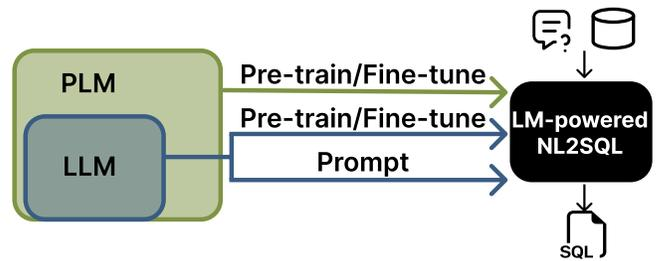 PLM
LLM
Pre-train/Fine-tune
Pre-train/Fine-tune
Prompt
?
LM-powered
NL2SQL
SQL